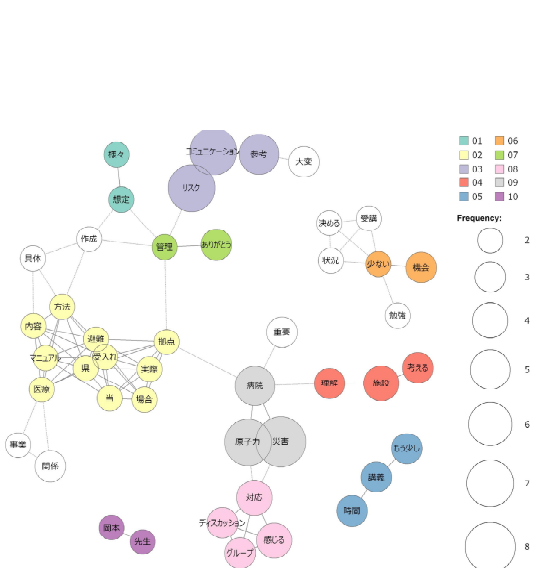 様々
コミュニケーション
参考
大変
リスク
想定
作成
管理
ありがとう
具体
決める
受講
状況
少ない
機会
勉強
方法
内容
避難
拠点
マニュアル
受入れ
県
実際
医療
当
場合
重要
病院
理解
施設
考える
事業
関係
原子力
災害
もう少し
講義
時間
対応
ディスカッション
感じる
グループ
岡本
先生
01 06
02 07
03 08
04 09
05 10
Frequency:
2
3
4
5
6
7
8